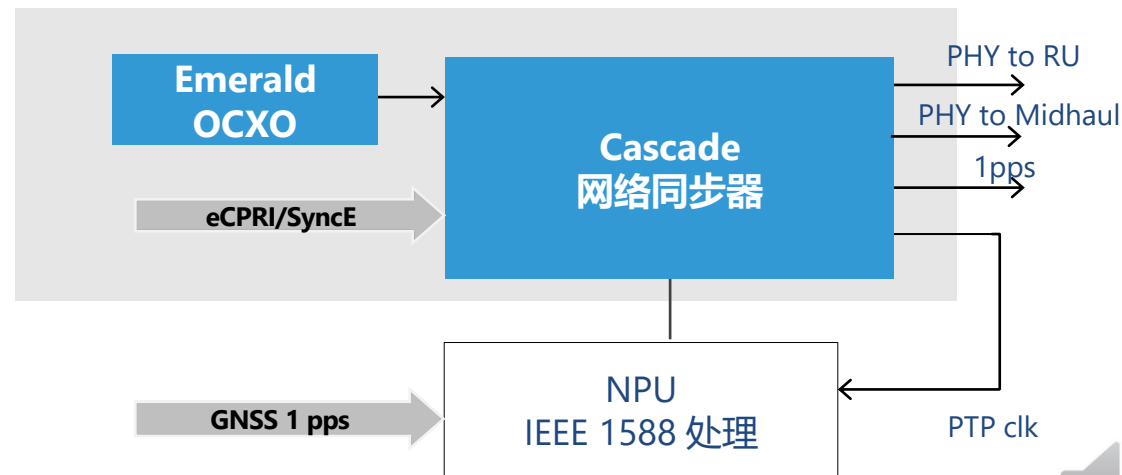 Emerald
OCXO
Cascade
网络同步器
PHY to RU
PHY to Midhaul
1pps
eCPRI/SyncE
NPU
IEEE 1588 处理
GNSS 1 pps
PTP clk